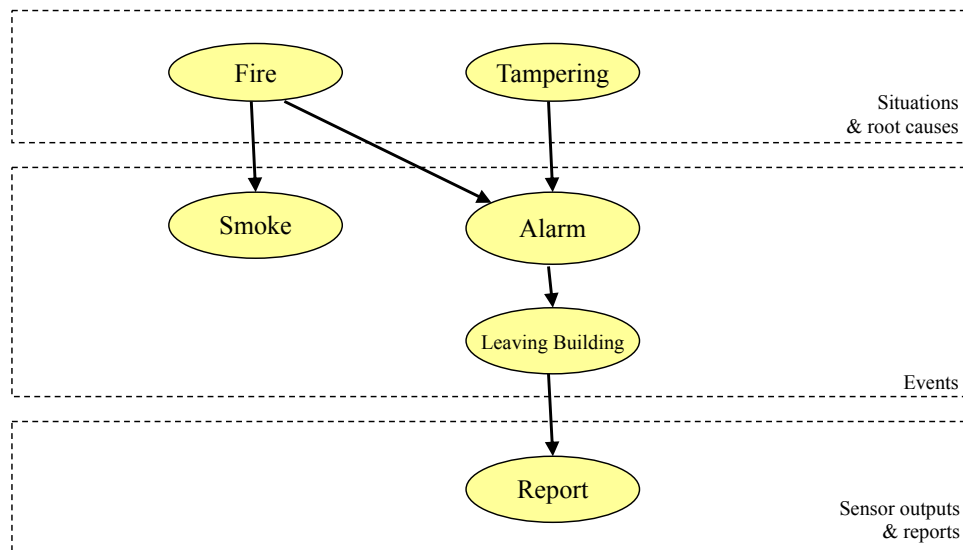 Fire
Tampering
Situations
& root causes
Smoke
Alarm
Leaving Building
Events
Report
Sensor outputs
& reports